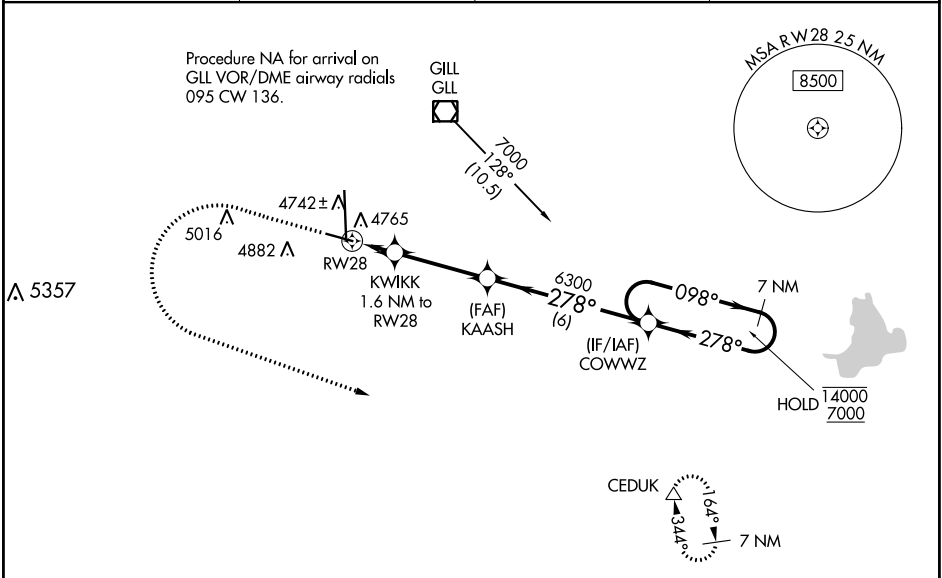 Procedure NA for arrival on
GLL VOR/DME airway radials
095 CW 136.
GILL
GLL
MSA RW28 25 NM
8500
7000
128°
(10.5)
4742±
4765
5016
4882
RW28
5357
KWIKK
1.6 NM to
RW28
(FAF)
KAASH
6300
278°
(6)
(IF/IAF)
COWWZ
098°
278°
7 NM
HOLD
14000
7000
CEDUK
164°
344°
7 NM